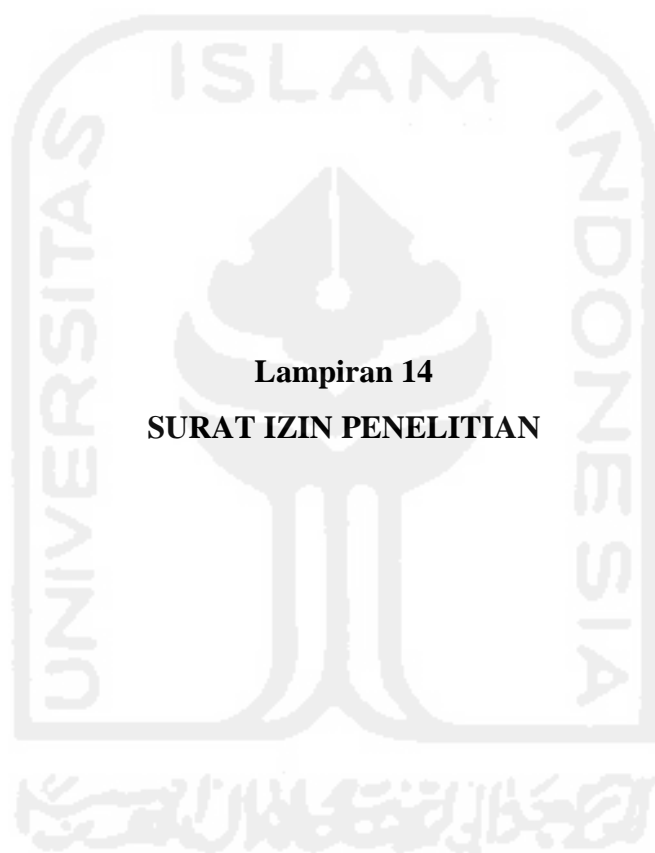 ISLAM
UNIVERSITAS
INDONESIA
Lampiran 14
SURAT IZIN PENELITIAN